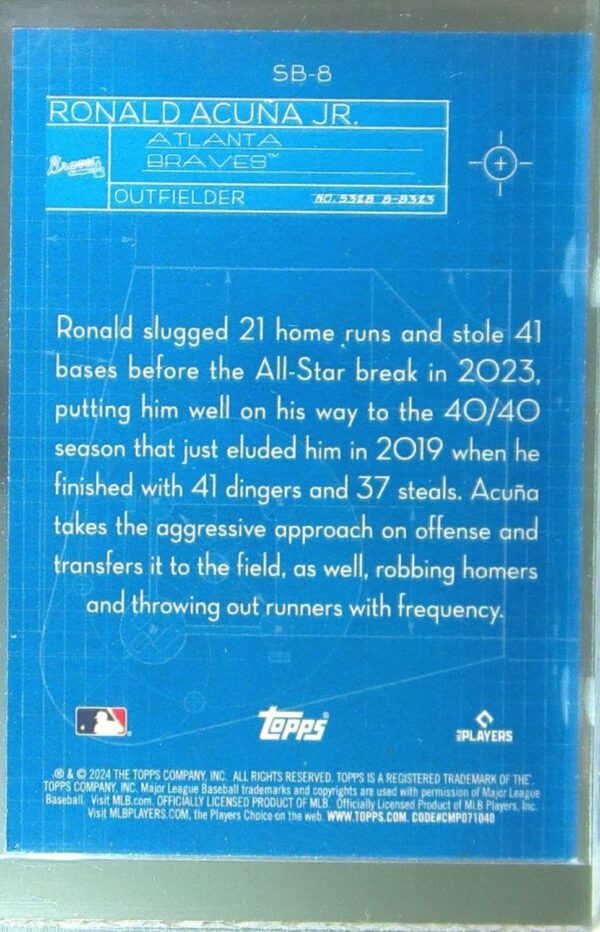 SB-8
RONALD ACUÑA JR.
ATLANTA
BRAVES™
Braves
OUTFIELDER
NO. 5328 B-8323
Ronald slugged 21 home runs and stole 41
bases before the All-Star break in 2023,
putting him well on his way to the 40/40
season that just eluded him in 2019 when he
finished with 41 dingers and 37 steals. Acuña
takes the aggressive approach on offense and
transfers it to the field, as well, robbing homers
and throwing out runners with frequency.
TOPPS®
MLB PLAYERS
® & © 2024 THE TOPPS COMPANY, INC. ALL RIGHTS RESERVED. TOPPS IS A REGISTERED TRADEMARK OF THE
TOPPS COMPANY, INC. Major League Baseball trademarks and copyrights are used with permission of Major League
Baseball. Visit MLB.com. OFFICIALLY LICENSED PRODUCT OF MLB. Officially Licensed Product of MLB Players, Inc.
Visit MLBPLAYERS.COM, the Players Choice on the web. WWW.TOPPS.COM. CODE#CMP071040